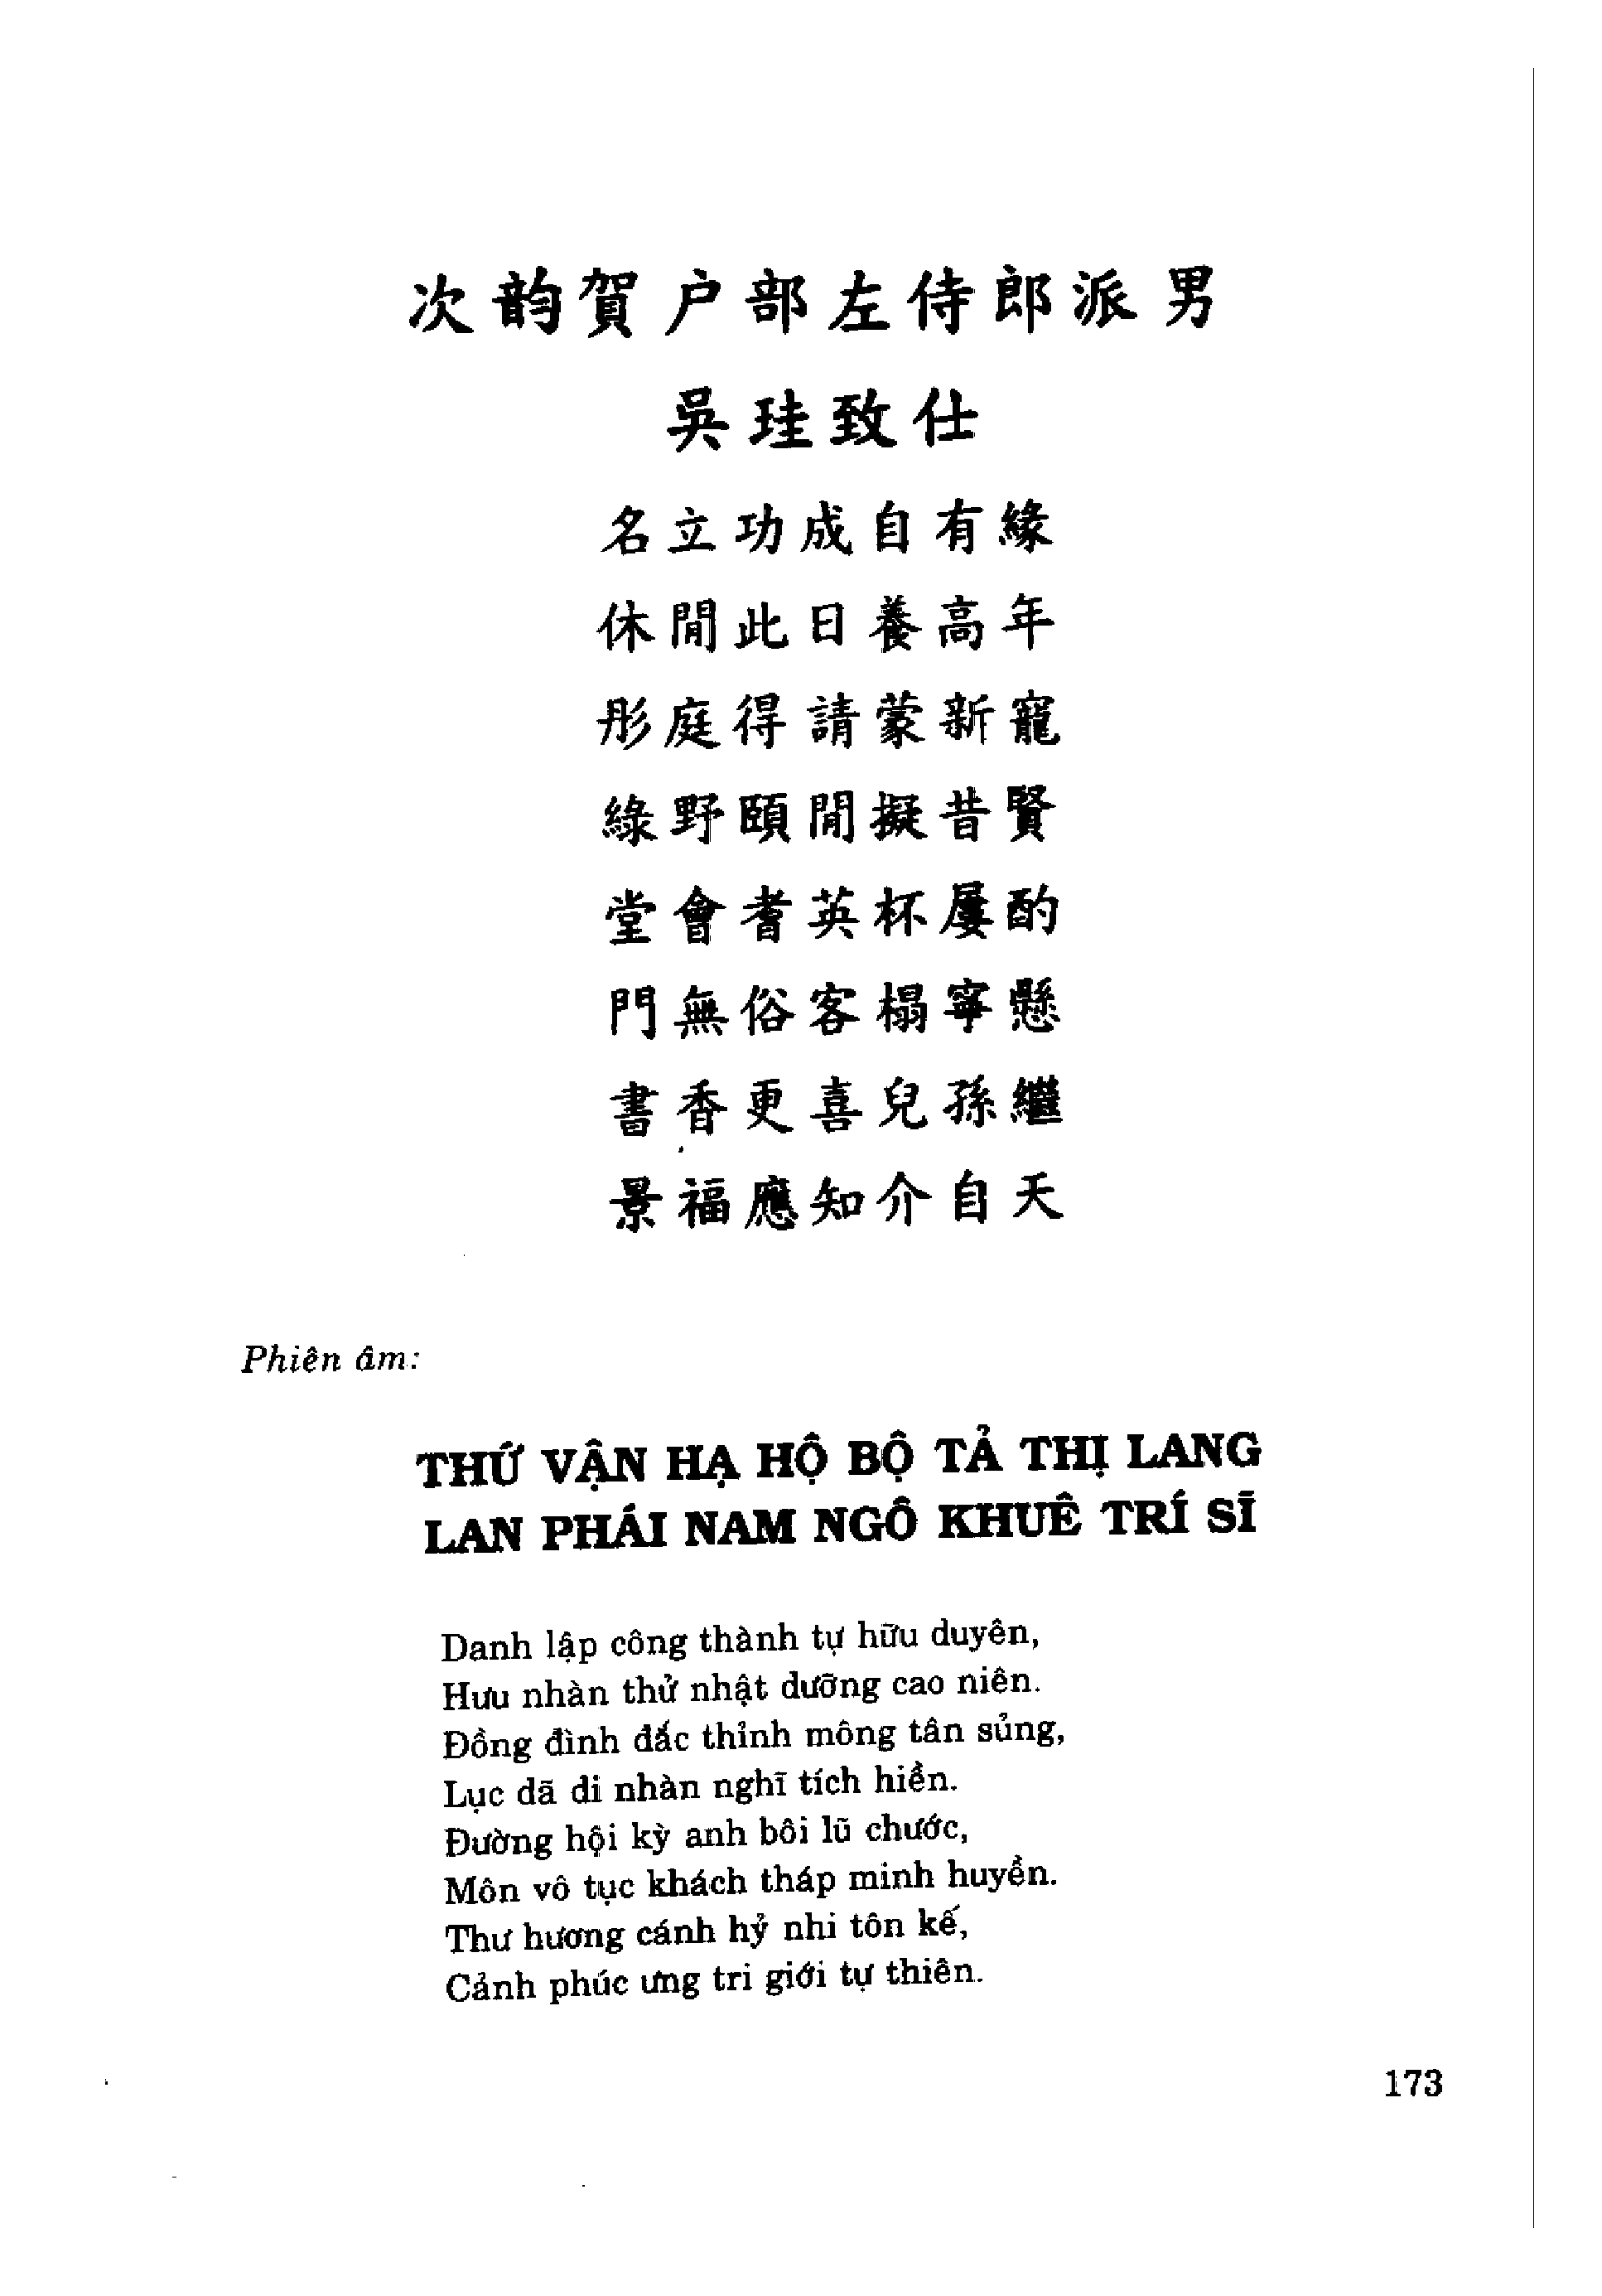 次韵賀户部左侍郎派男
吳珪致仕
名立功成自有緣
休閒此日養高年
彤庭得請蒙新寵
綠野頤閒擬昔賢
堂會耆英杯屢酌
門無俗客榻寧懸
書香更喜兒孫繼
景福應知介自天
Phiên âm:
THỨ VẬN HẠ HỘ BỘ TẢ THỊ LANG
LAN PHÁI NAM NGÔ KHUÊ TRÍ SĨ
Danh lập công thành tự hữu duyên,
Hưu nhàn thử nhật dưỡng cao niên.
Đồng đình đắc thỉnh mông tân sủng,
Lục dã di nhàn nghĩ tích hiền.
Đường hội kỳ anh bôi lũ chước,
Môn vô tục khách tháp minh huyền.
Thư hương cánh hỷ nhi tôn kế,
Cảnh phúc ưng tri giới tự thiên.
173